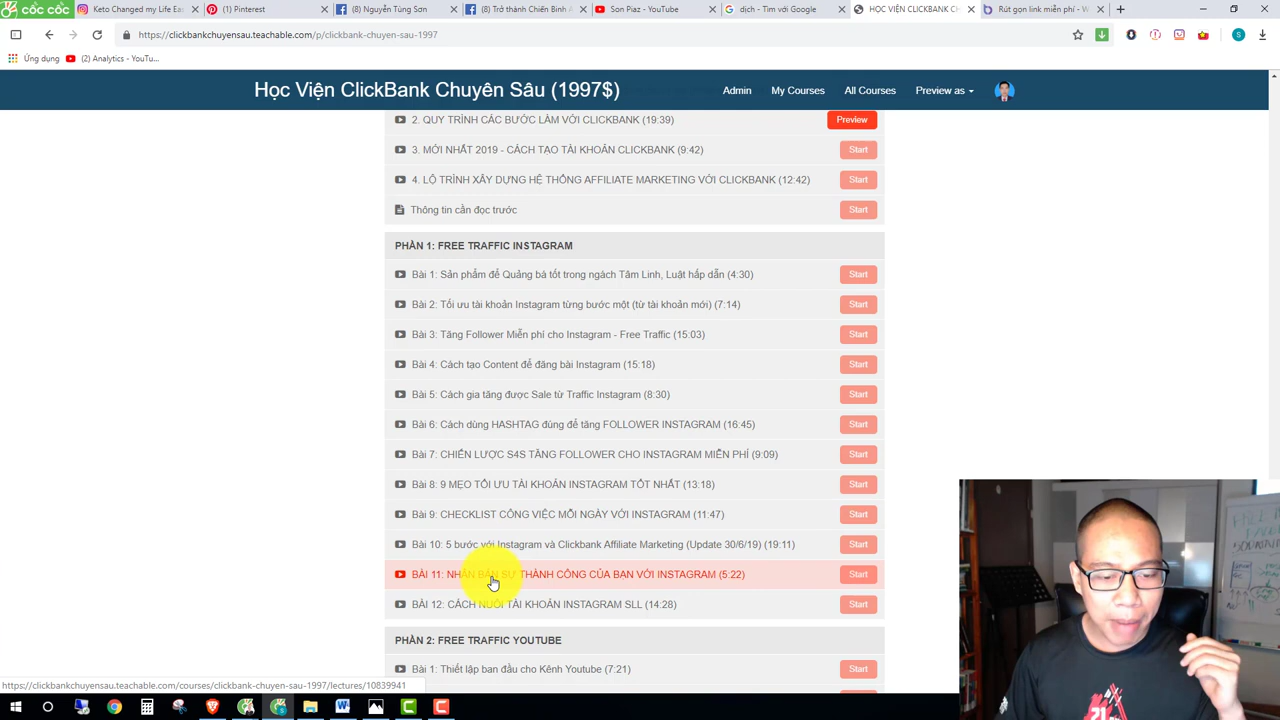 cốc cốc
Instagram
Keto Changed my Life Eas
(1) Pinterest
(8) Nguyễn Tùng Sơn
(8) Trở thành Chiến Binh A
Son Piaz - YouTube
dịch - Tìm với Google
HỌC VIỆN CLICKBANK CH
Rút gọn link miễn phí - W
https://clickbankchuyensau.teachable.com/p/clickbank-chuyen-sau-1997
S
Ứng dụng
(2) Analytics - YouTu...
Học Viện ClickBank Chuyên Sâu (1997$)
Admin
My Courses
All Courses
Preview as
2. QUY TRÌNH CÁC BƯỚC LÀM VỚI CLICKBANK (19:39)
Preview
3. MỚI NHẤT 2019 - CÁCH TẠO TÀI KHOẢN CLICKBANK (9:42)
Start
4. LỘ TRÌNH XÂY DỰNG HỆ THỐNG AFFILIATE MARKETING VỚI CLICKBANK (12:42)
Start
Thông tin cần đọc trước
Start
PHẦN 1: FREE TRAFFIC INSTAGRAM
Bài 1: Sản phẩm để Quảng bá tốt trong ngách Tâm Linh, Luật hấp dẫn (4:30)
Start
Bài 2: Tối ưu tài khoản Instagram từng bước một (từ tài khoản mới) (7:14)
Start
Bài 3: Tăng Follower Miễn phí cho Instagram - Free Traffic (15:03)
Start
Bài 4: Cách tạo Content để đăng bài Instagram (15:18)
Start
Bài 5: Cách gia tăng được Sale từ Traffic Instagram (8:30)
Start
Bài 6: Cách dùng HASHTAG đúng để tăng FOLLOWER INSTAGRAM (16:45)
Start
Bài 7: CHIẾN LƯỢC S4S TĂNG FOLLOWER CHO INSTAGRAM MIỄN PHÍ (9:09)
Start
Bài 8: 9 MẸO TỐI ƯU TÀI KHOẢN INSTAGRAM TỐT NHẤT (13:18)
Start
Bài 9: CHECKLIST CÔNG VIỆC MỖI NGÀY VỚI INSTAGRAM (11:47)
Start
Bài 10: 5 bước với Instagram và Clickbank Affiliate Marketing (Update 30/6/19) (19:11)
Start
BÀI 11: NHÂN BẢN SỰ THÀNH CÔNG CỦA BẠN VỚI INSTAGRAM (5:22)
Start
BÀI 12: CÁCH NUÔI TÀI KHOẢN INSTAGRAM SLL (14:28)
Start
PHẦN 2: FREE TRAFFIC YOUTUBE
Bài 1: Thiết lập ban đầu cho Kênh Youtube (7:21)
Start
https://clickbankchuyensau.teachable.com/courses/clickbank-chuyen-sau-1997/lectures/10839941